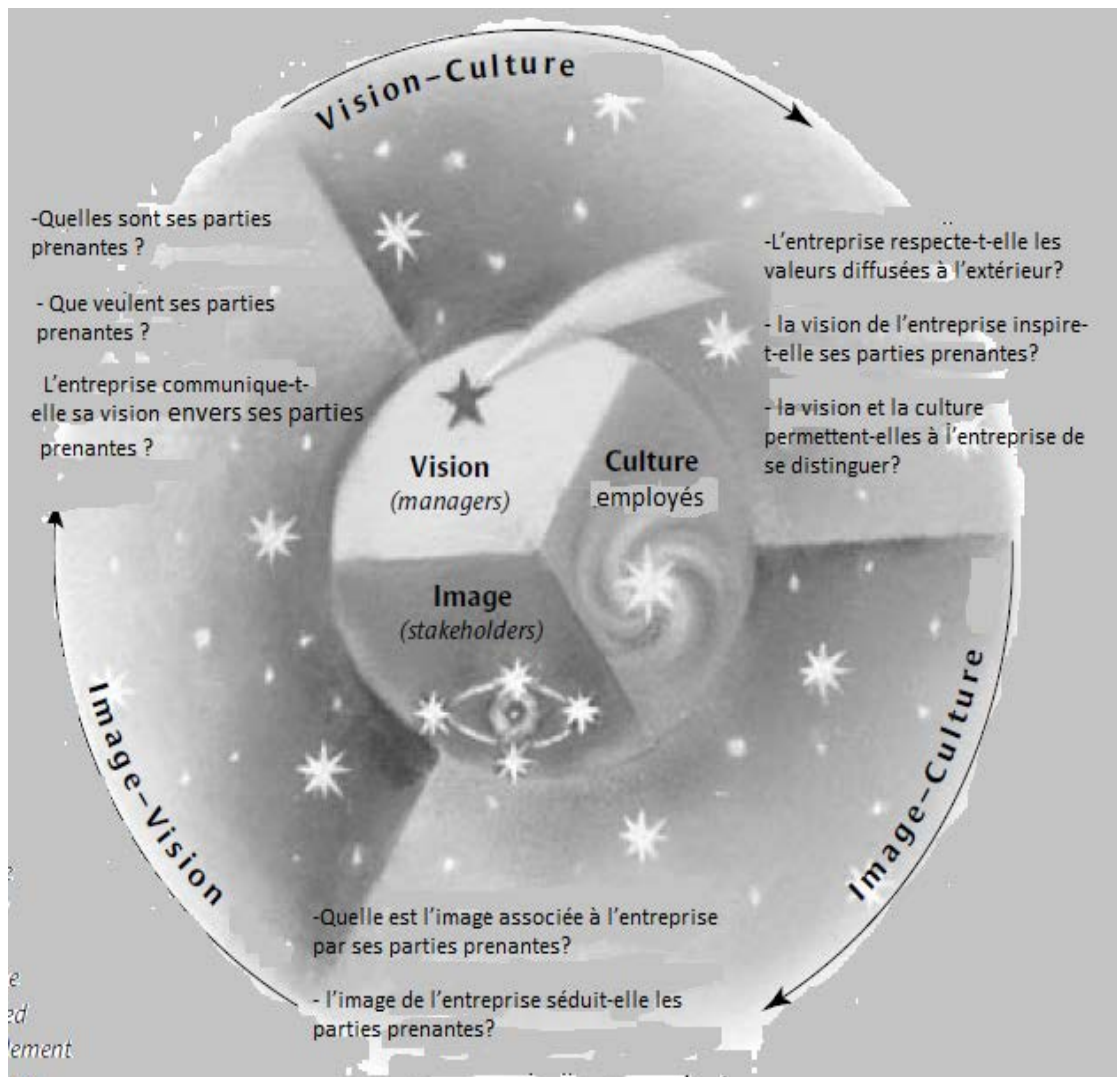 Vision–Culture
-Quelles sont ses parties
prenantes ?
- Que veulent ses parties
prenantes ?
L'entreprise communique-t-
elle sa vision envers ses parties
prenantes ?
-L'entreprise respecte-t-elle les
valeurs diffusées à l'extérieur?
- la vision de l'entreprise inspire-
t-elle ses parties prenantes?
- la vision et la culture
permettent-elles à l'entreprise de
se distinguer?
Vision
(managers)
Culture
employés
Image
(stakeholders)
Image–Vision
Image–Culture
-Quelle est l'image associée à l'entreprise
par ses parties prenantes?
- l'image de l'entreprise séduit-elle les
parties prenantes?